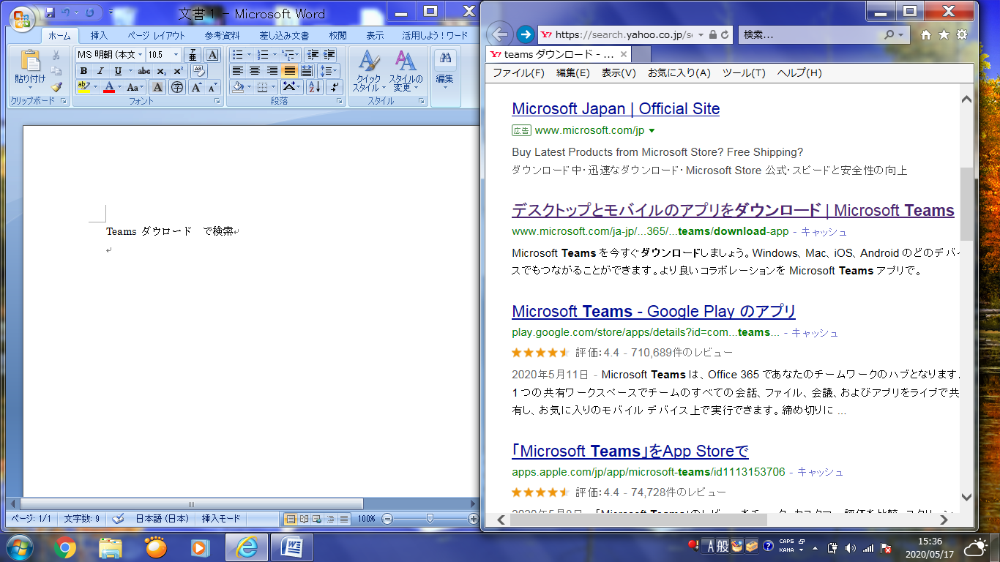 文書 1 - Microsoft Word
ホーム 挿入 ページ レイアウト 参考資料 差し込み文書 校閲 表示 活用しよう！ワード
貼り付け
MS 明朝 (本文 10.5
クイック スタイル
スタイルの 変更
編集
クリップボード フォント 段落 スタイル
Teams ダウロード　で検索
ページ: 1/1 文字数: 9 日本語 (日本) 挿入モード 100%
https://search.yahoo.co.jp/s
検索...
teams ダウンロード - ...
ファイル(F) 編集(E) 表示(V) お気に入り(A) ツール(T) ヘルプ(H)
Microsoft Japan | Official Site
広告 www.microsoft.com/jp
Buy Latest Products from Microsoft Store? Free Shipping?
ダウンロード中・迅速なダウンロード・Microsoft Store 公式・スピードと安全性の向上
デスクトップとモバイルのアプリをダウンロード | Microsoft Teams
www.microsoft.com/ja-jp/...365/...teams/download-app - キャッシュ
Microsoft Teams を今すぐダウンロードしましょう。Windows、Mac、iOS、Android のどのデバイ
スでもつながることができます。より良いコラボレーションを Microsoft Teams アプリで。
Microsoft Teams - Google Play のアプリ
play.google.com/store/apps/details?id=com...teams... - キャッシュ
評価：4.4 - 710,689件のレビュー
2020年5月11日 - Microsoft Teams は、Office 365 であなたのチームワークのハブとなります。
1 つの共有ワークスペースでチームのすべての会話、ファイル、会議、およびアプリをライブで共
有し、お気に入りのモバイル デバイス上で実行できます。締め切りに ...
「Microsoft Teams」をApp Storeで
apps.apple.com/jp/app/microsoft-teams/id1113153706 - キャッシュ
評価：4.4 - 74,728件のレビュー
A 般 CAPS KANA
15:36
2020/05/17